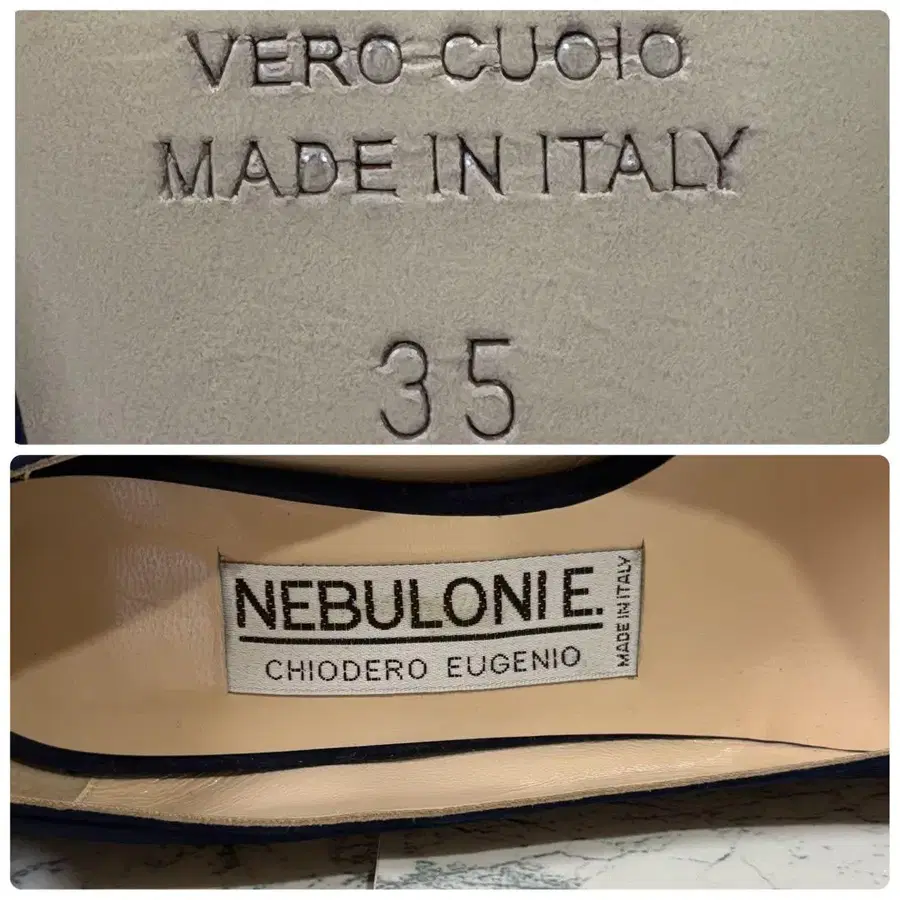 VERO CUOIO
MADE IN ITALY
35
NEBULONI E.
CHIODERO EUGENIO
MADE IN ITALY